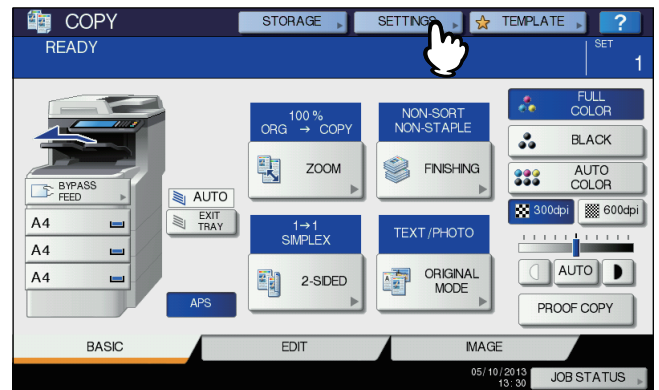 COPY
STORAGE
SETTINGS
TEMPLATE
?
READY
SET
1
100 %
ORG → COPY
ZOOM
NON-SORT
NON-STAPLE
FINISHING
FULL
COLOR
BLACK
AUTO
COLOR
300dpi
600dpi
BYPASS
FEED
A4
A4
A4
AUTO
EXIT
TRAY
APS
1→1
SIMPLEX
2-SIDED
TEXT/PHOTO
ORIGINAL
MODE
AUTO
PROOF COPY
BASIC
EDIT
IMAGE
05/10/2013
13:30
JOB STATUS